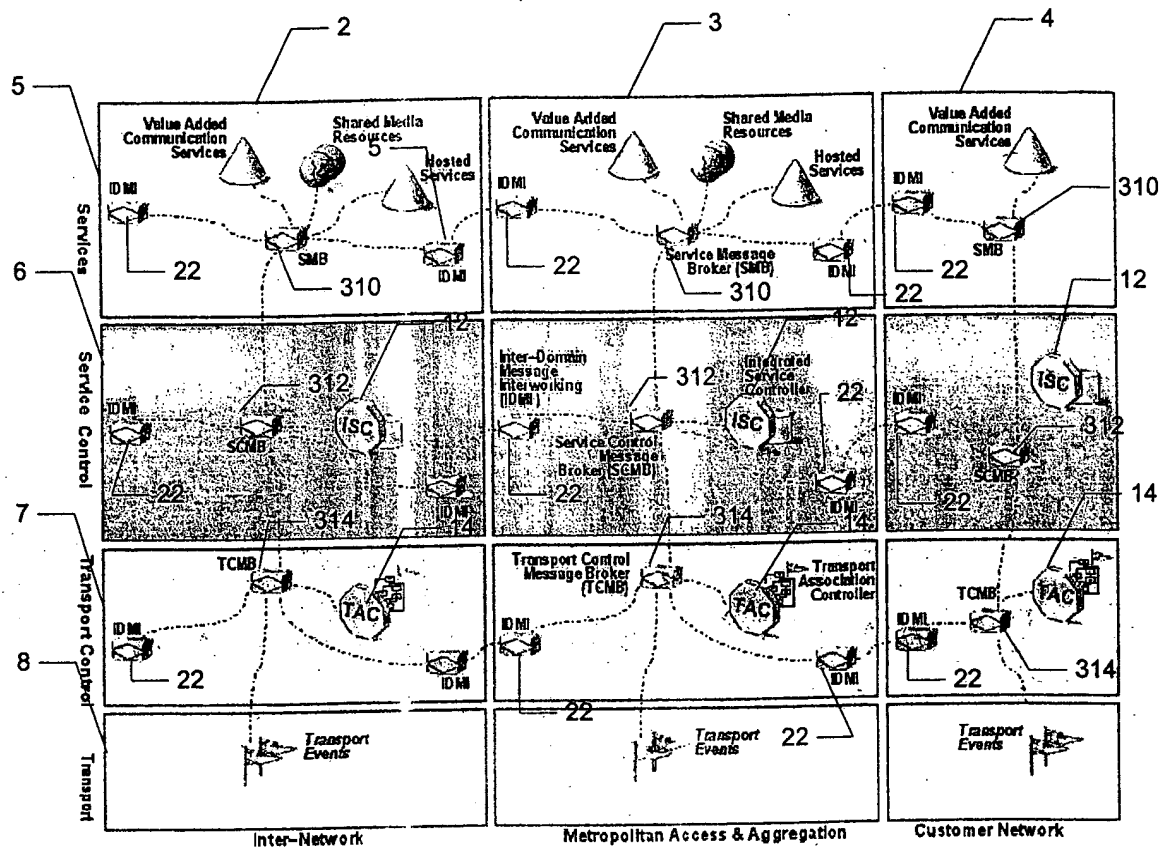 2
3
4
5
Value Added
Communication
Services
Shared Media
Resources
5
Hosted
Services
IDMI
22
SMB
310
IDMI
Value Added
Communication
Services
Shared Media
Resources
Hosted Services
IDMI
22
Service Message
Broker (SMB)
310
IDMI
22
Value Added
Communication
Services
IDMI
22
SMB
310
Services
6
12
312
IDMI
22
SCMB
ISC
IDMI
12
Inter-Domain
Message
Interworking
(IDMI)
312
Integrated
Service
Controller
22
ISC
22
Service Control
Message
Broker (SCMB)
IDMI
12
ISC
IDMI
22
312
SCMB
Service Control
7
314
14
TCMB
TAC
IDMI
22
IDMI
314
14
Transport Control
Message Broker
(TCMB)
TAC
Transport
Association
Controller
IDMI
22
IDMI
22
14
TCMB
TAC
IDMI
22
314
Transport Control
8
Transport
Events
Transport
Events
Transport
Events
Transport
Inter-Network
Metropolitan Access & Aggregation
Customer Network